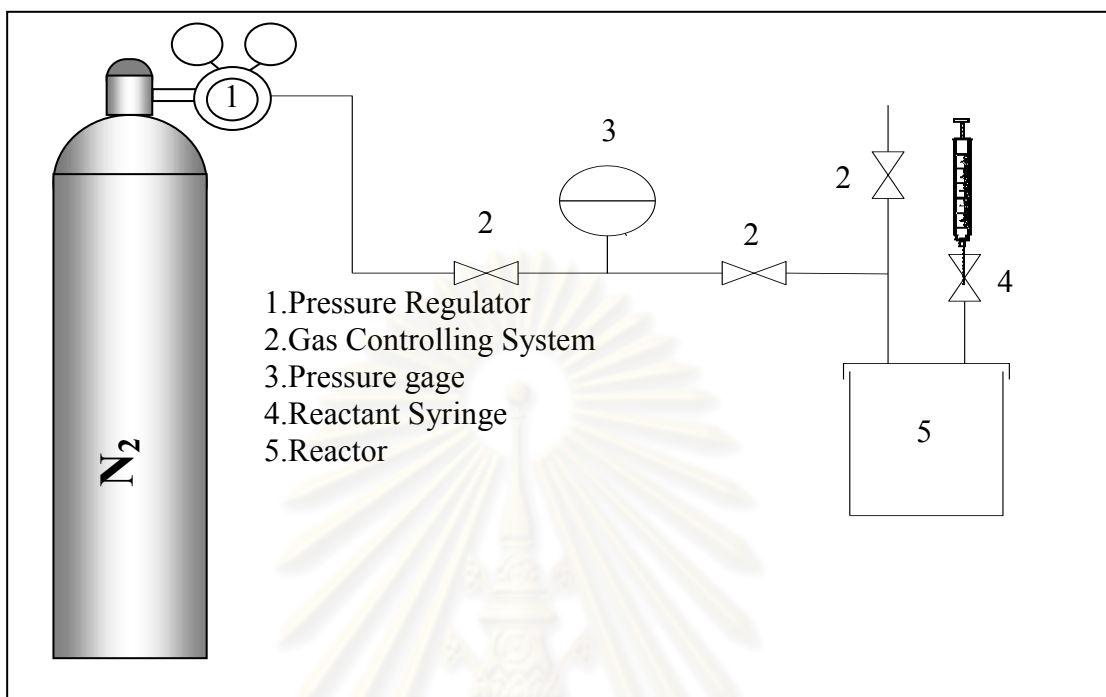 1
3
2
2
2
4
1.Pressure Regulator
2.Gas Controlling System
3.Pressure gage
4.Reactant Syringe
5.Reactor
5
N₂